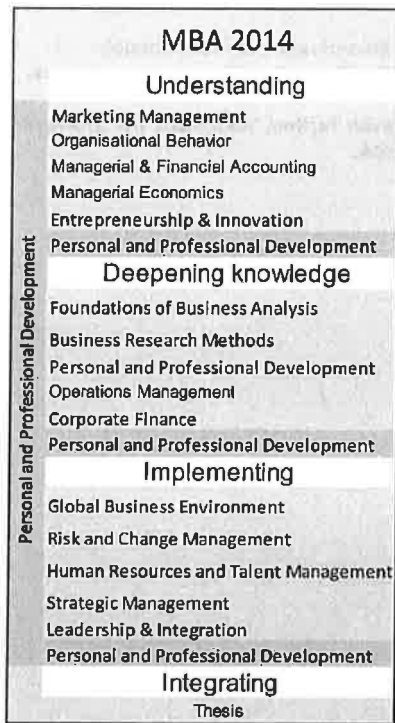 MBA 2014
Understanding
Marketing Management
Organisational Behavior
Managerial & Financial Accounting
Managerial Economics
Entrepreneurship & Innovation
Personal and Professional Development
Deepening knowledge
Foundations of Business Analysis
Business Research Methods
Personal and Professional Development
Operations Management
Corporate Finance
Personal and Professional Development
Implementing
Global Business Environment
Risk and Change Management
Human Resources and Talent Management
Strategic Management
Leadership & Integration
Personal and Professional Development
Integrating
Thesis
Personal and Professional Development